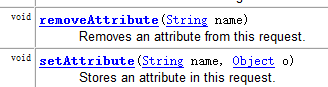 void removeAttribute(String name)
Removes an attribute from this request.
void setAttribute(String name, Object o)
Stores an attribute in this request.